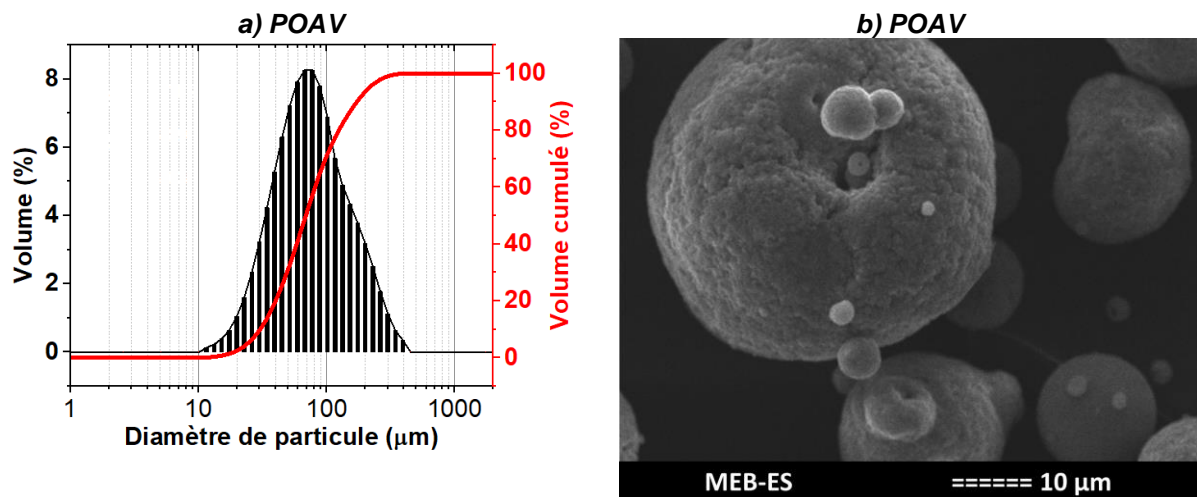 a) POAV
8
6
4
2
0
Volume (%)
100
80
60
40
20
0
Volume cumulé (%)
1
10
100
1000
Diamètre de particule (µm)
b) POAV
MEB-ES
====== 10 µm